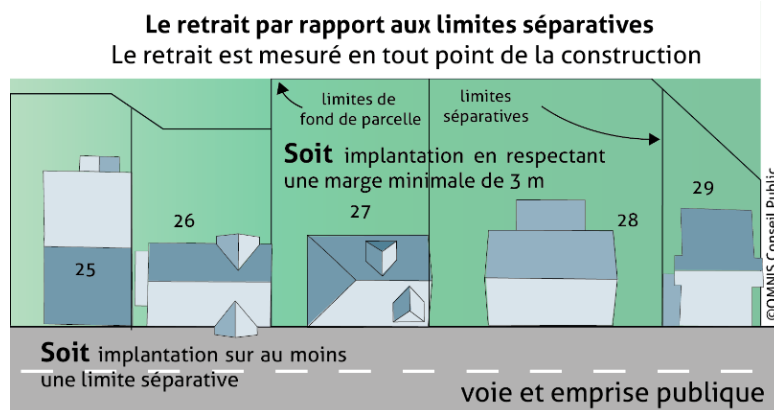 Le retrait par rapport aux limites séparatives
Le retrait est mesuré en tout point de la construction
limites de
fond de parcelle
limites
séparatives
Soit implantation en respectant
une marge minimale de 3 m
25
26
27
28
29
©OMNIS Conseil Public
Soit implantation sur au moins
une limite séparative
voie et emprise publique